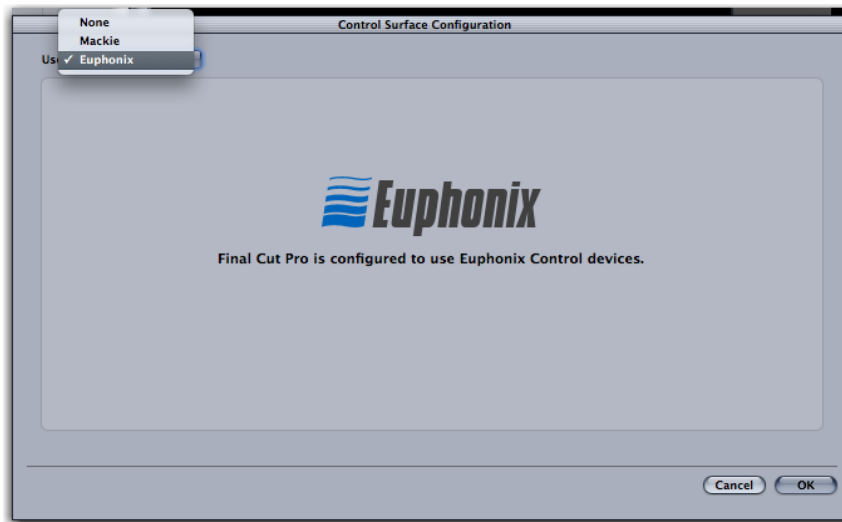 None
Control Surface Configuration
Mackie
✓ Euphonix
Euphonix
Final Cut Pro is configured to use Euphonix Control devices.
Cancel
OK